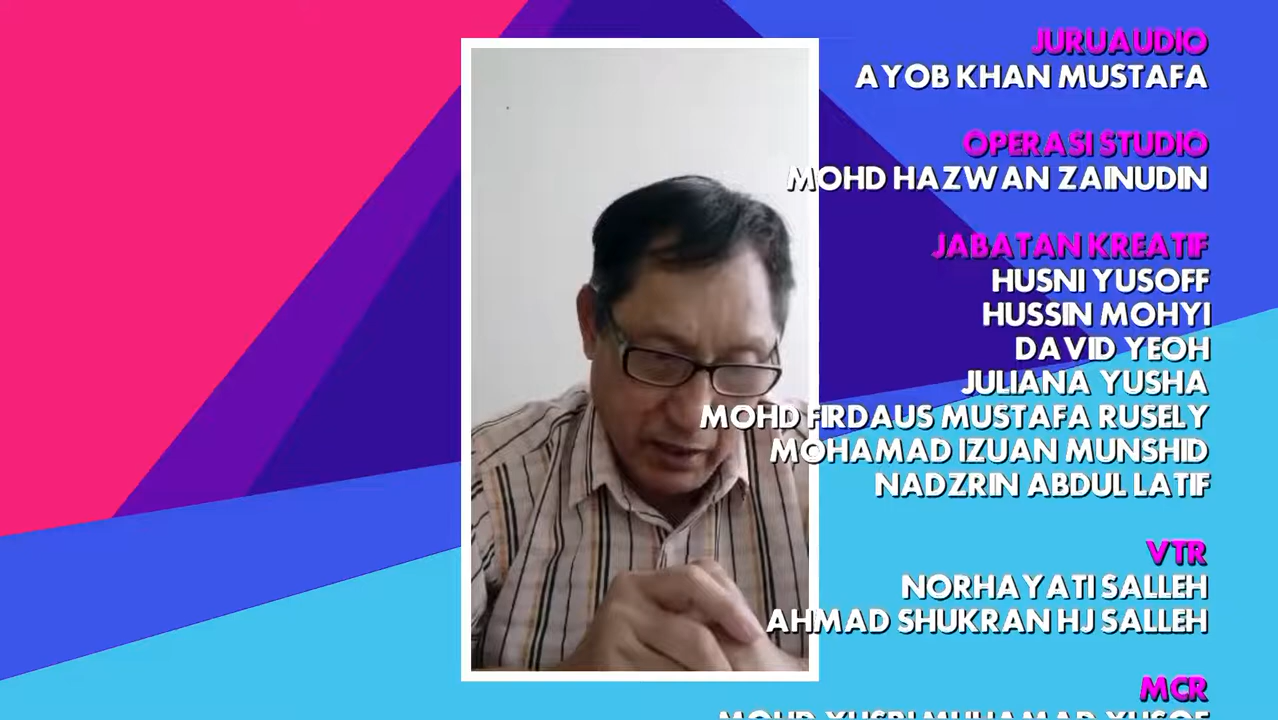 JURUAUDIO
AYOB KHAN MUSTAFA
OPERASI STUDIO
MOHD HAZWAN ZAINUDIN
JABATAN KREATIF
HUSNI YUSOFF
HUSSIN MOHYI
DAVID YEOH
JULIANA YUSHA
MOHD FIRDAUS MUSTAFA RUSELY
MOHAMAD IZUAN MUNSHID
NADZRIN ABDUL LATIF
VTR
NORHAYATI SALLEH
AHMAD SHUKRAN HJ SALLEH
MCR